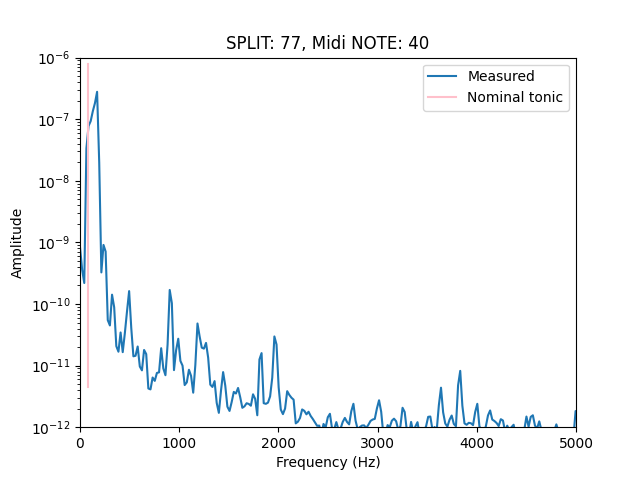 SPLIT: 77, Midi NOTE: 40
Measured
Nominal tonic
Amplitude
10⁻⁶
10⁻⁷
10⁻⁸
10⁻⁹
10⁻¹⁰
10⁻¹¹
10⁻¹²
0 1000 2000 3000 4000 5000
Frequency (Hz)